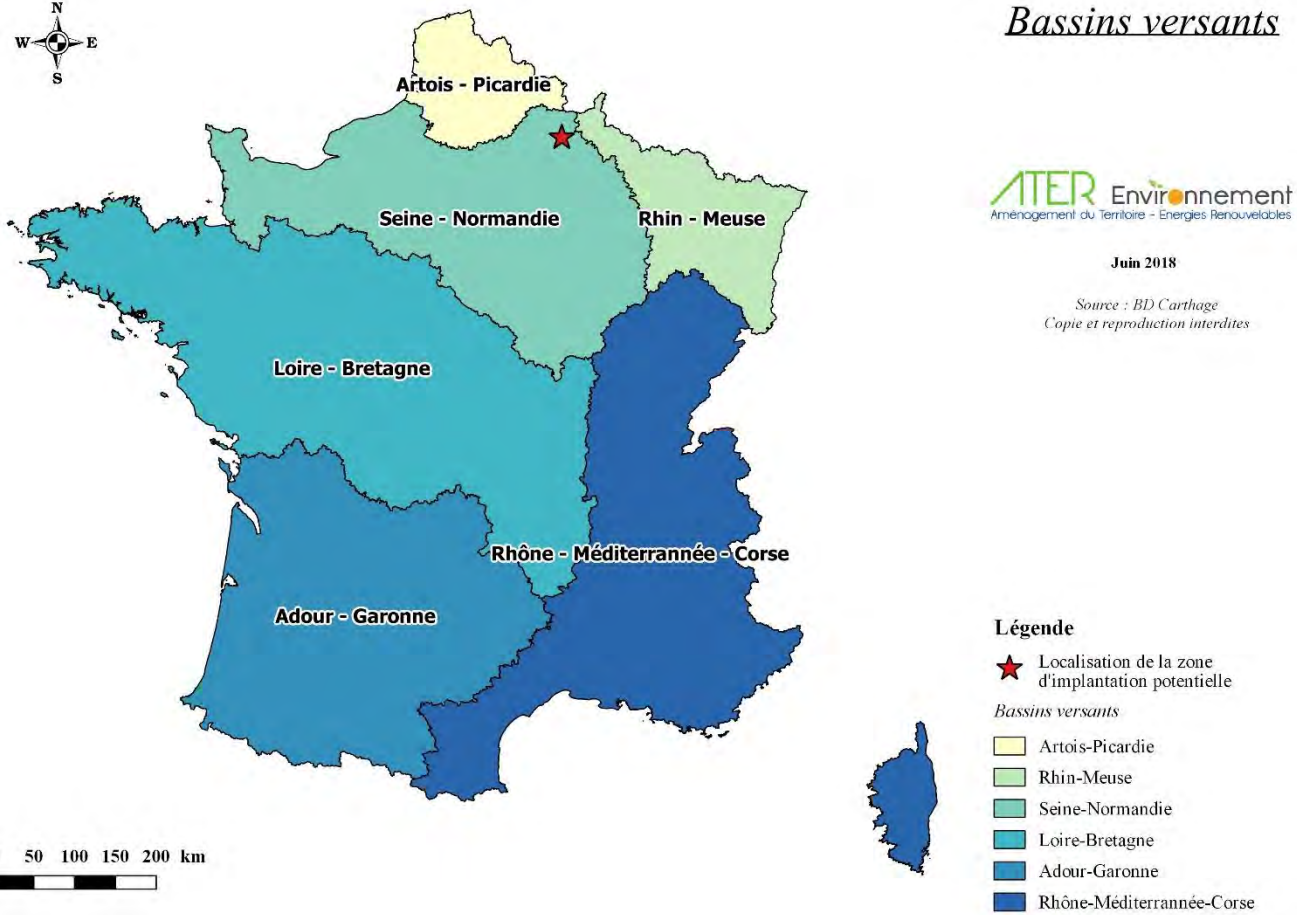 Bassins versants
N
W E
S
Artois - Picardie
Seine - Normandie
Rhin - Meuse
Loire - Bretagne
Rhône - Méditerrannée - Corse
Adour - Garonne
ATER Environnement
Aménagement du Territoire - Energies Renouvelables
Juin 2018
Source : BD Carthage
Copie et reproduction interdites
Légende
Localisation de la zone
d'implantation potentielle
Bassins versants
Artois-Picardie
Rhin-Meuse
Seine-Normandie
Loire-Bretagne
Adour-Garonne
Rhône-Méditerrannée-Corse
50 100 150 200 km